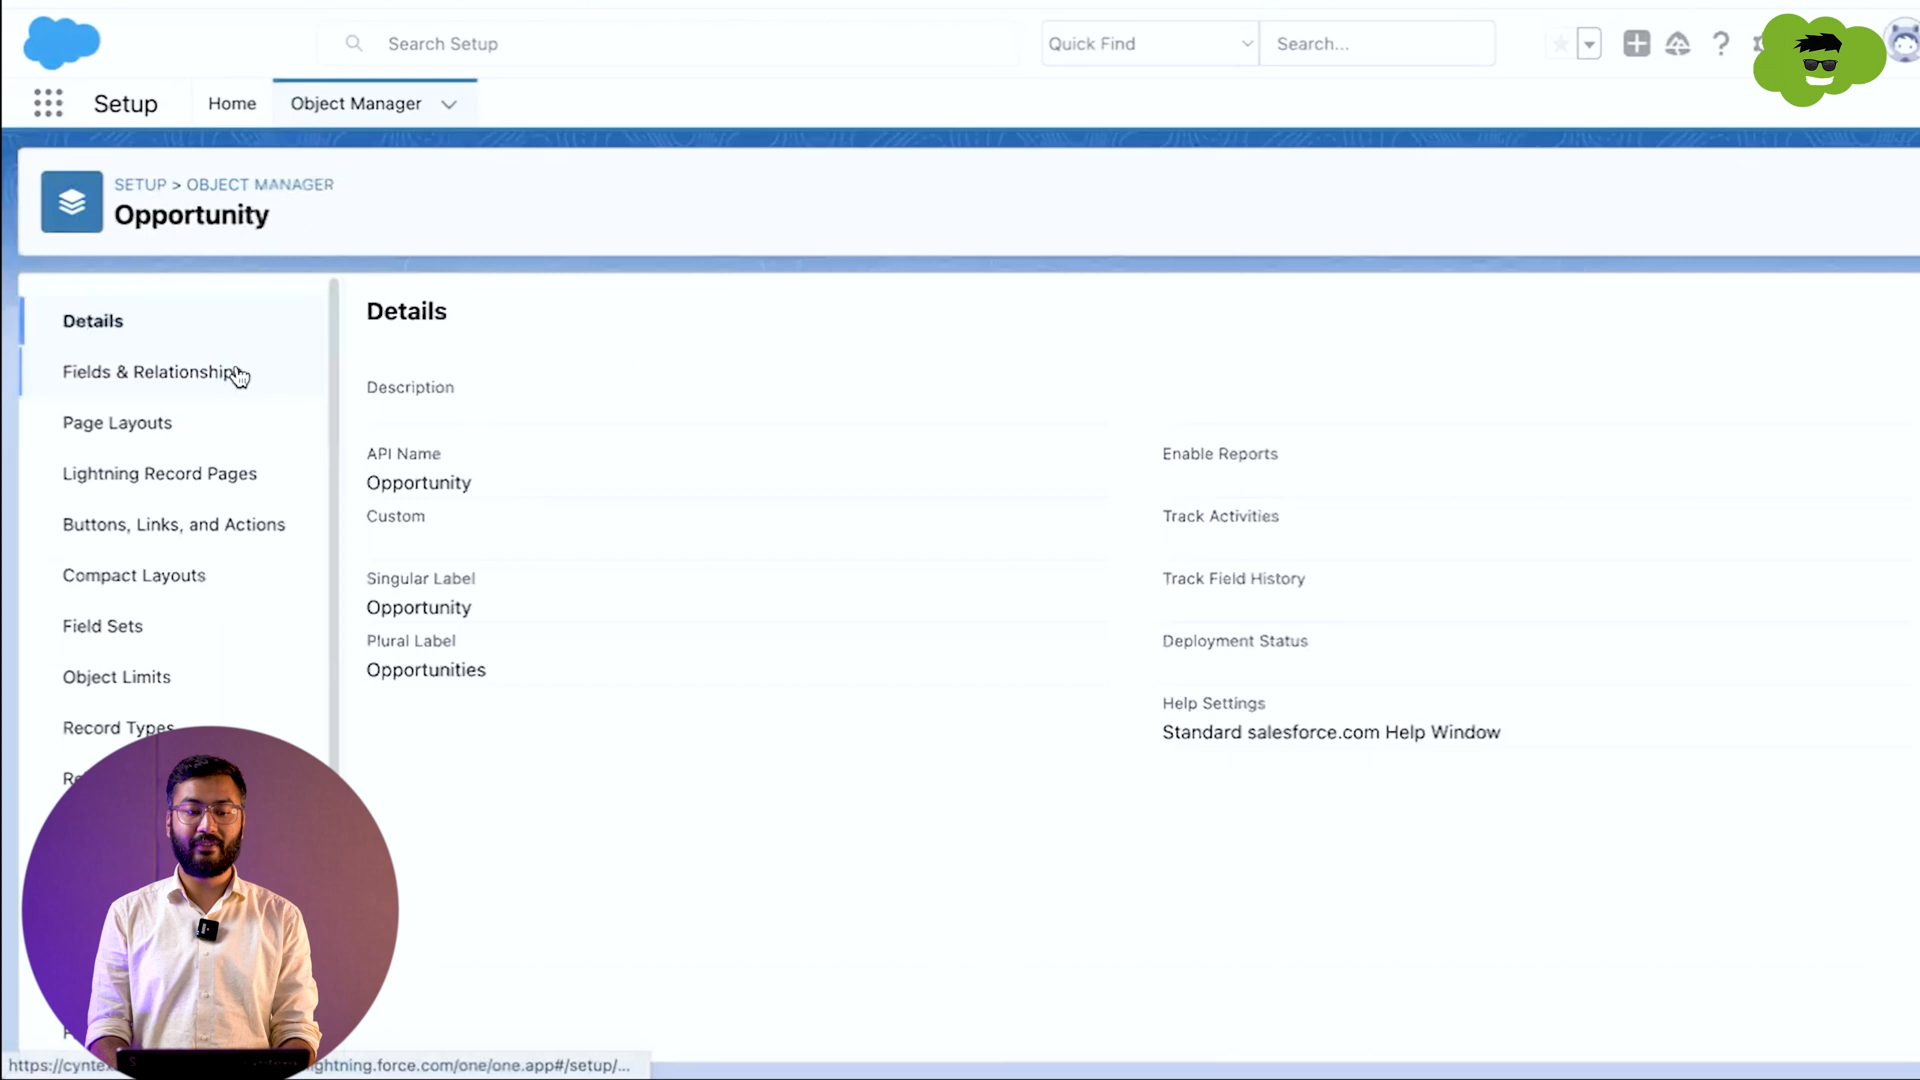 Search Setup
Quick Find
Search...
Setup
Home
Object Manager
SETUP > OBJECT MANAGER
Opportunity
Details
Fields & Relationship
Page Layouts
Lightning Record Pages
Buttons, Links, and Actions
Compact Layouts
Field Sets
Object Limits
Record Types
Details
Description
API Name
Opportunity
Custom
Singular Label
Opportunity
Plural Label
Opportunities
Enable Reports
Track Activities
Track Field History
Deployment Status
Help Settings
Standard salesforce.com Help Window
https://cyntex
lightning.force.com/one/one.app#/setup/...